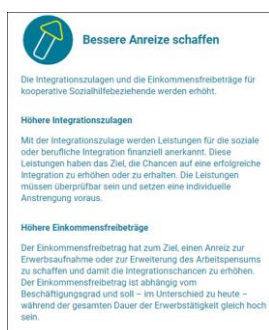 Bessere Anreize schaffen
Die Integrationszulagen und die Einkommensfreibeträge für
kooperative Sozialhilfebeziehende werden erhöht.
Höhere Integrationszulagen
Mit der Integrationszulage werden Leistungen für die soziale
oder berufliche Integration finanziell anerkannt. Diese
Leistungen haben das Ziel, die Chancen auf eine erfolgreiche
Integration zu erhöhen oder zu erhalten. Die Leistungen
müssen überprüfbar sein und setzen eine individuelle
Anstrengung voraus.
Höhere Einkommensfreibeträge
Der Einkommensfreibetrag hat zum Ziel, einen Anreiz zur
Erwerbsaufnahme oder zur Erweiterung des Arbeitspensums
zu schaffen und damit die Integrationschancen zu erhöhen.
Der Einkommensfreibetrag ist abhängig vom
Beschäftigungsgrad und soll – im Unterschied zu heute –
während der gesamten Dauer der Erwerbstätigkeit gleich hoch
sein.